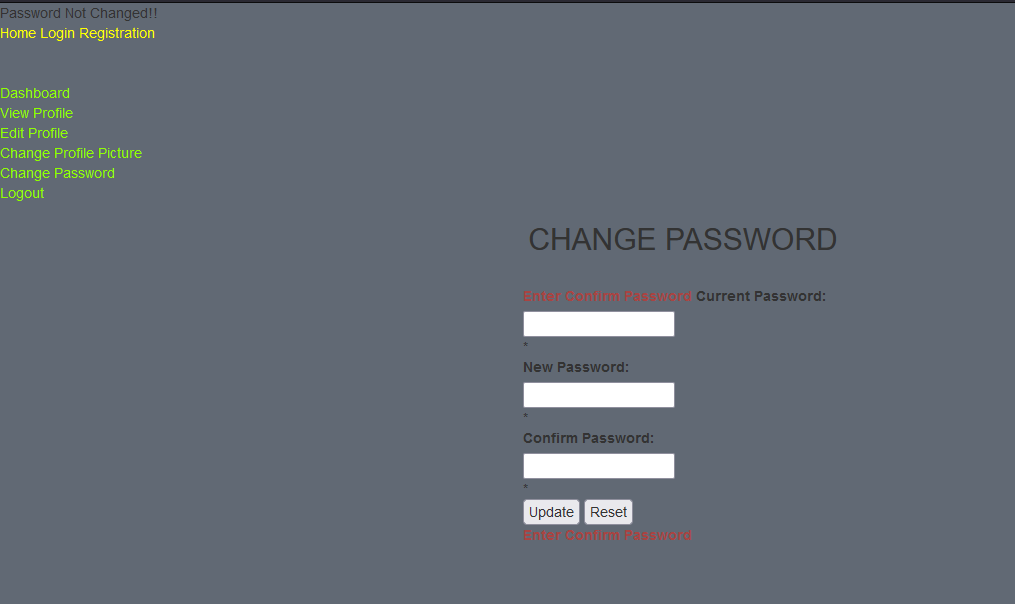 Password Not Changed!!
Home Login Registration
Dashboard
View Profile
Edit Profile
Change Profile Picture
Change Password
Logout
CHANGE PASSWORD
Enter Confirm Password Current Password:
*
New Password:
*
Confirm Password:
*
Update Reset
Enter Confirm Password